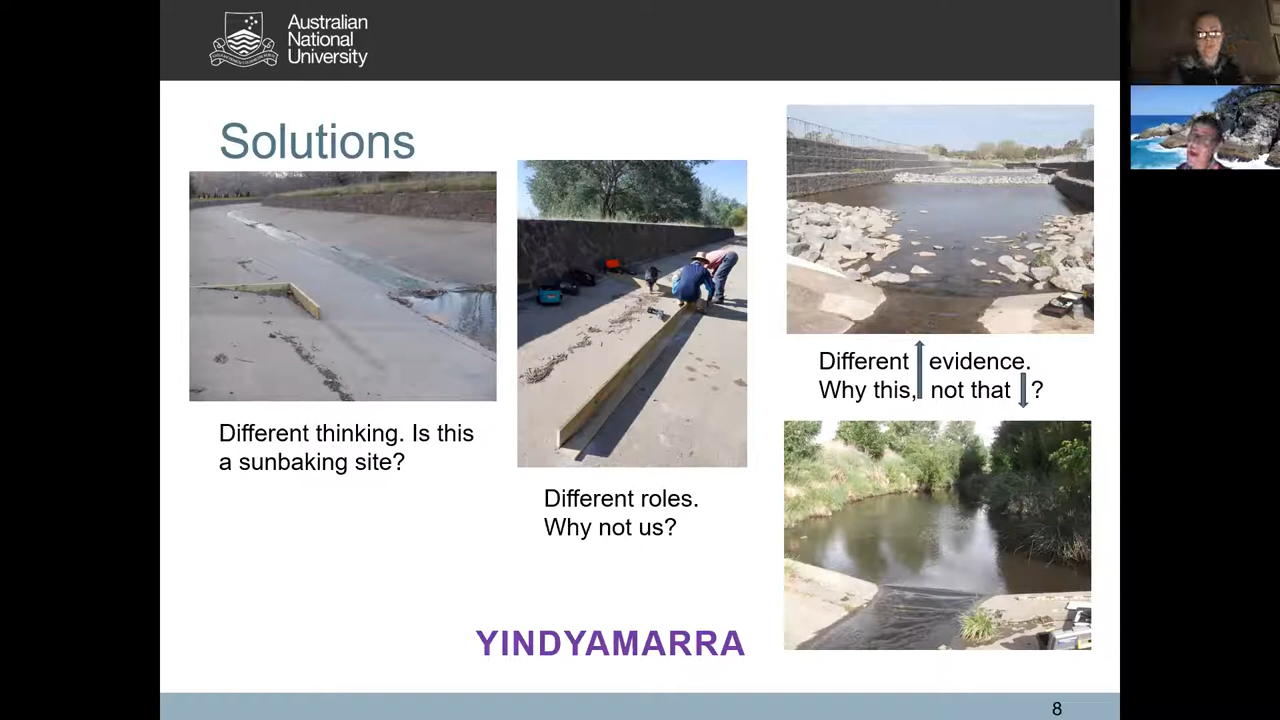 Australian
National
University
Solutions
Different thinking. Is this
a sunbaking site?
Different roles.
Why not us?
Different evidence.
Why this, not that ?
YINDYAMARRA
8